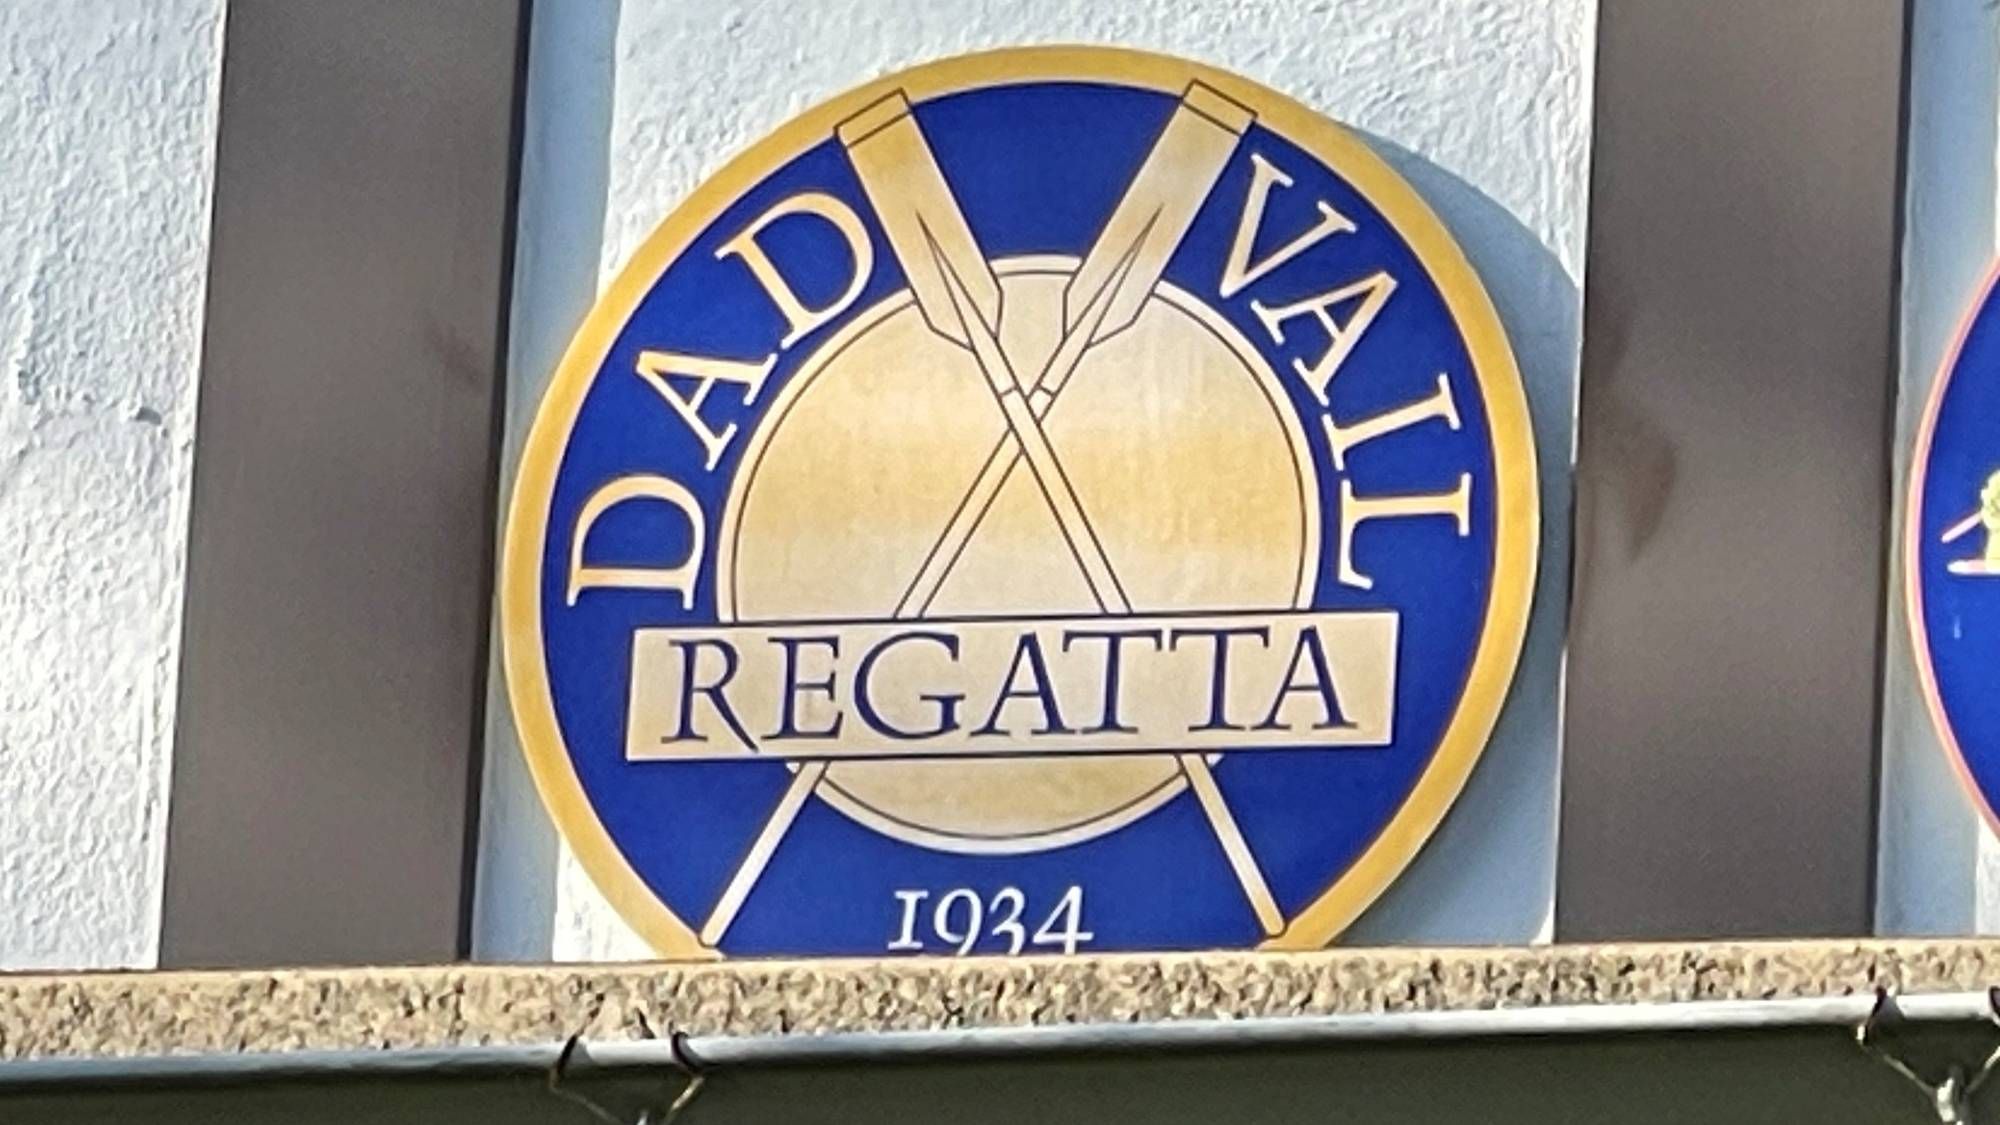 DAD VAIL
REGATTA
1934